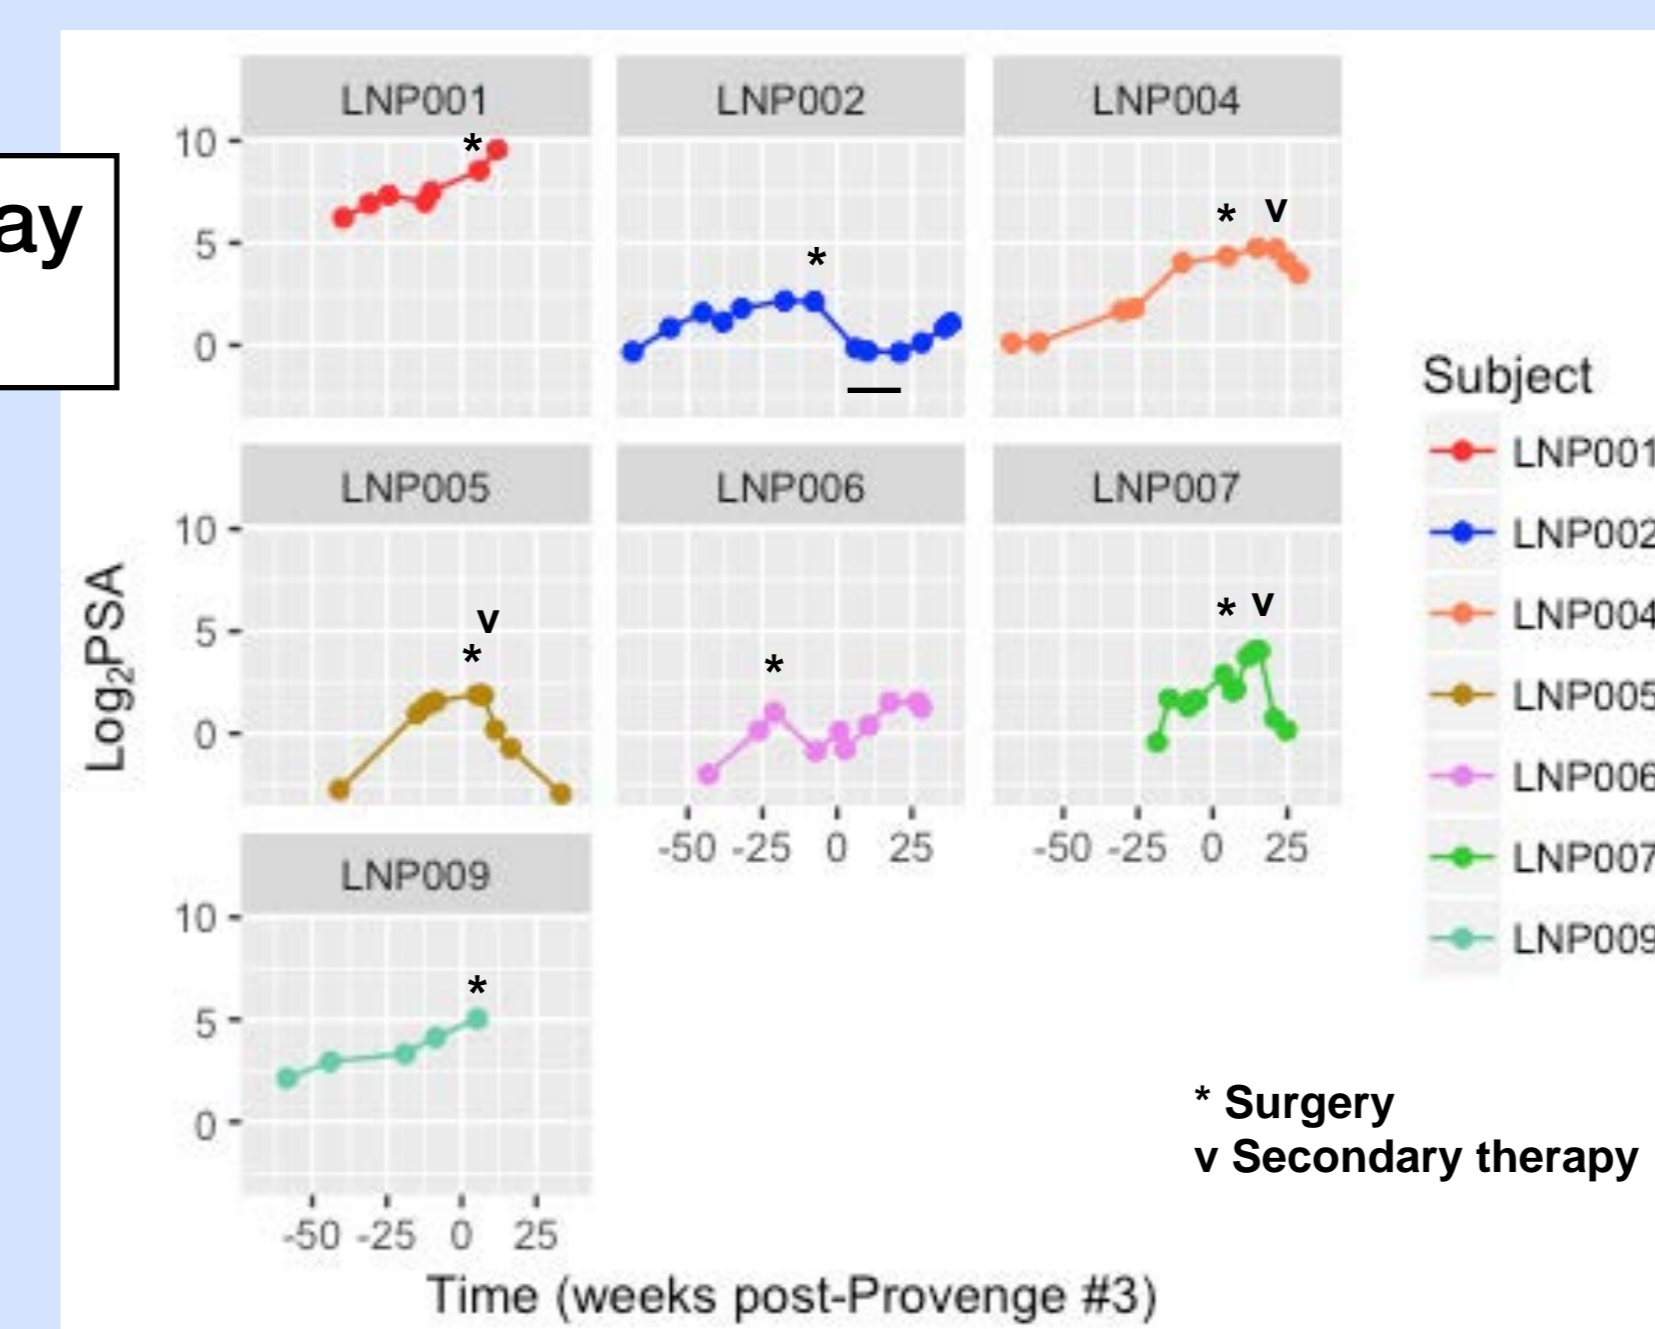 ay
LNP001 LNP002 LNP004
*
10
5
0
*
* v
LNP005 LNP006 LNP007
10
5
0
v
*
*
* v
-50 -25 0 25
-50 -25 0 25
LNP009
10
5
0
*
-50 -25 0 25
Log2PSA
Time (weeks post-Provenge #3)
Subject
LNP001
LNP002
LNP004
LNP005
LNP006
LNP007
LNP009
* Surgery
v Secondary therapy